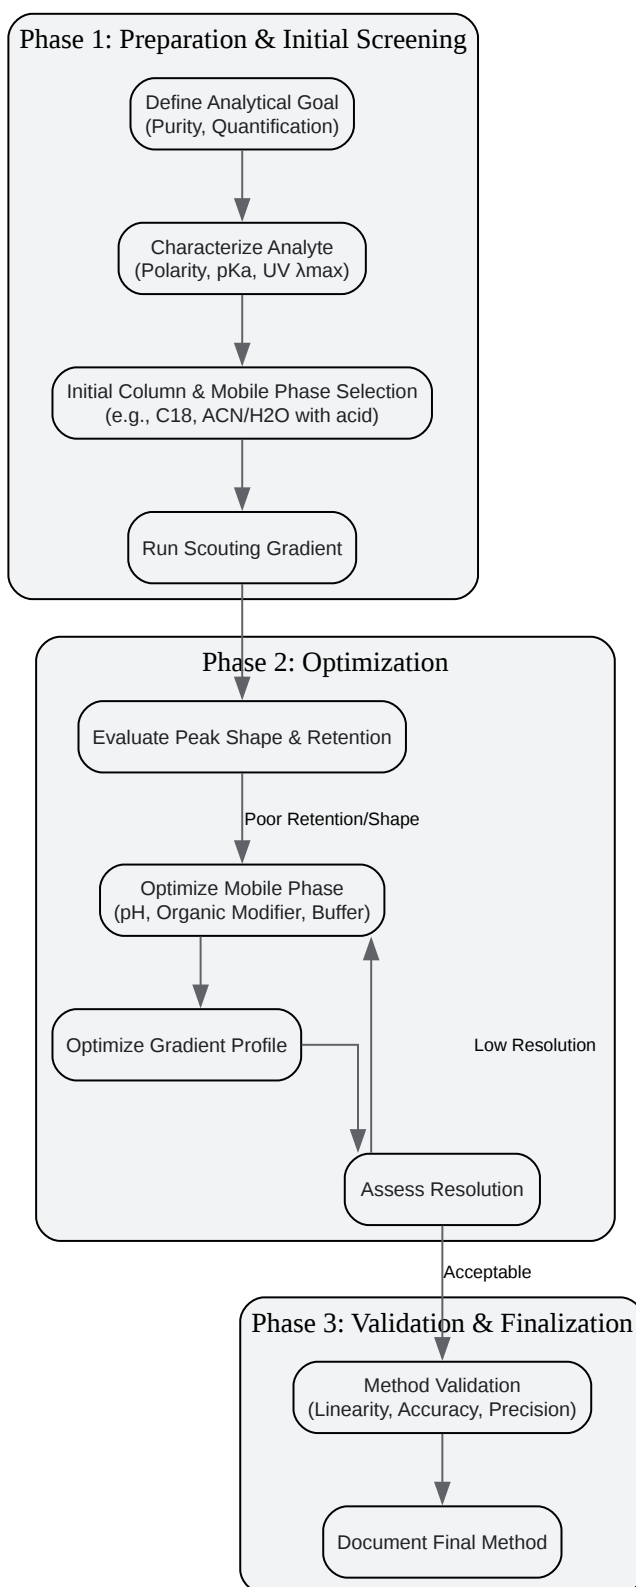 Phase 1: Preparation & Initial Screening
Define Analytical Goal
(Purity, Quantification)
Characterize Analyte
(Polarity, pKa, UV λmax)
Initial Column & Mobile Phase Selection
(e.g., C18, ACN/H2O with acid)
Run Scouting Gradient
Phase 2: Optimization
Evaluate Peak Shape & Retention
Poor Retention/Shape
Optimize Mobile Phase
(pH, Organic Modifier, Buffer)
Optimize Gradient Profile
Low Resolution
Assess Resolution
Acceptable
Phase 3: Validation & Finalization
Method Validation
(Linearity, Accuracy, Precision)
Document Final Method